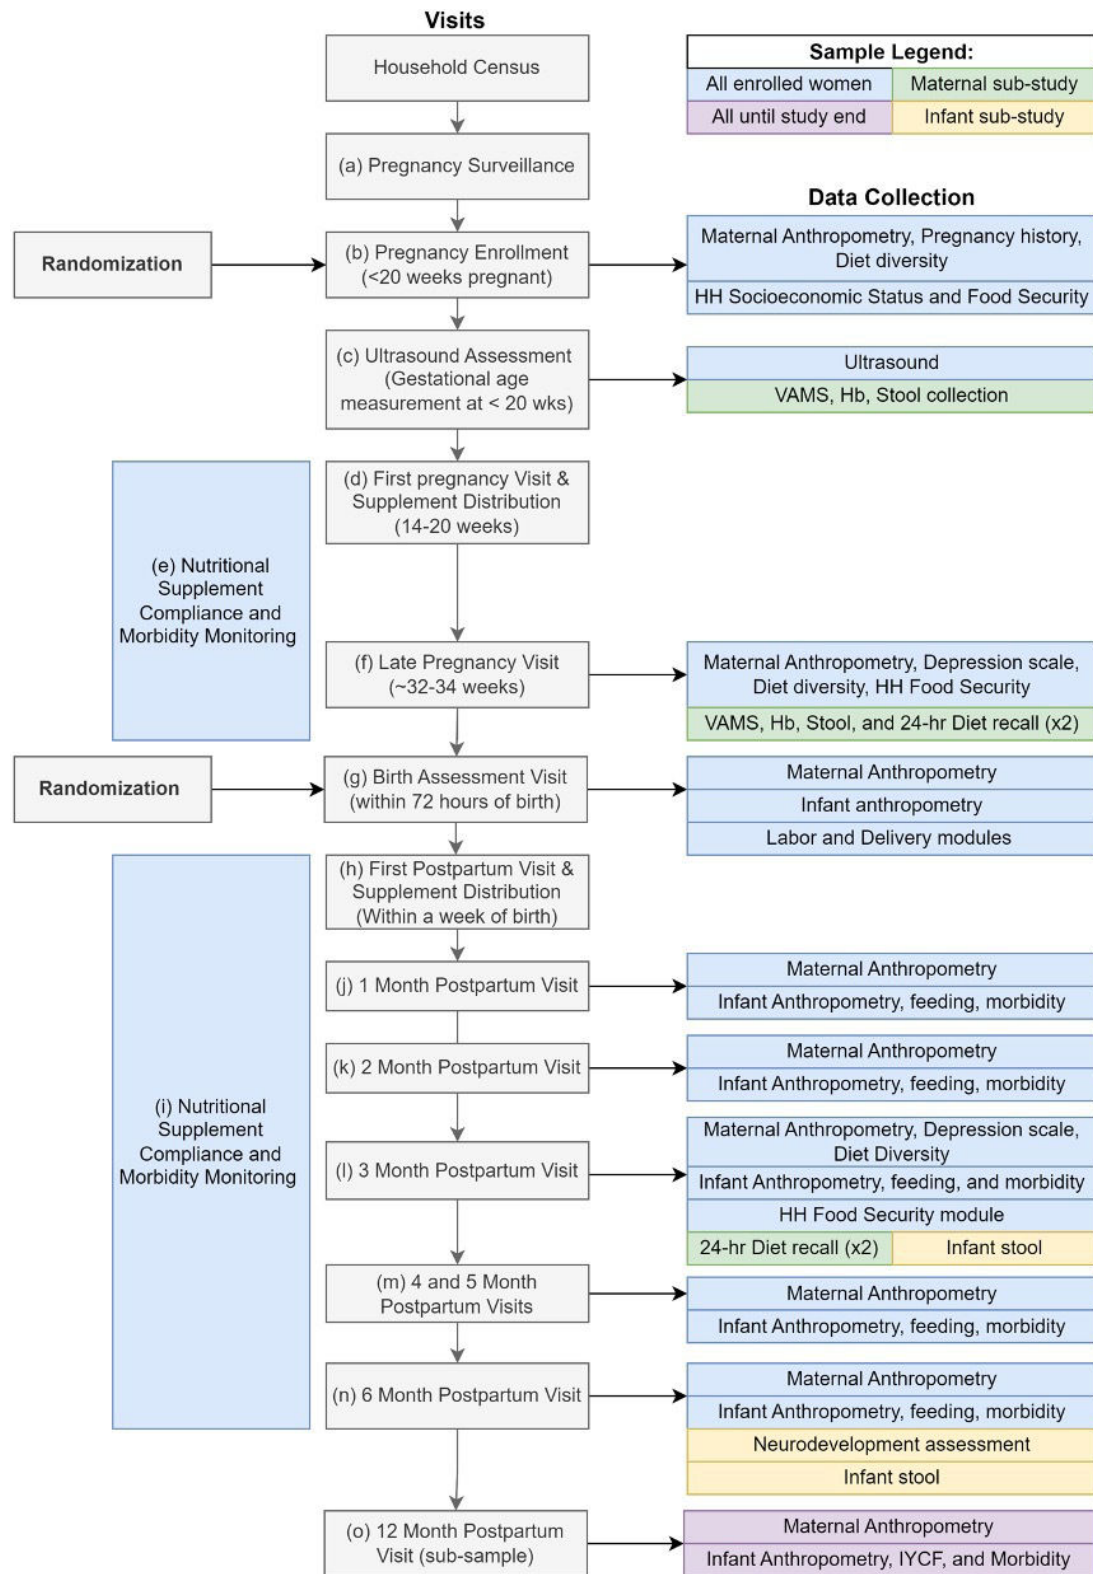 Visits
Household Census
Sample Legend:
All enrolled women
Maternal sub-study
All until study end
Infant sub-study
(a) Pregnancy Surveillance
Data Collection
Randomization
(b) Pregnancy Enrollment
(<20 weeks pregnant)
Maternal Anthropometry, Pregnancy history,
Diet diversity
HH Socioeconomic Status and Food Security
(c) Ultrasound Assessment
(Gestational age
measurement at < 20 wks)
Ultrasound
VAMS, Hb, Stool collection
(d) First pregnancy Visit &
Supplement Distribution
(14-20 weeks)
(e) Nutritional
Supplement
Compliance and
Morbidity Monitoring
(f) Late Pregnancy Visit
(~32-34 weeks)
Maternal Anthropometry, Depression scale,
Diet diversity, HH Food Security
VAMS, Hb, Stool, and 24-hr Diet recall (x2)
Randomization
(g) Birth Assessment Visit
(within 72 hours of birth)
Maternal Anthropometry
Infant anthropometry
Labor and Delivery modules
(h) First Postpartum Visit &
Supplement Distribution
(Within a week of birth)
(j) 1 Month Postpartum Visit
Maternal Anthropometry
Infant Anthropometry, feeding, morbidity
(k) 2 Month Postpartum Visit
Maternal Anthropometry
Infant Anthropometry, feeding, morbidity
(i) Nutritional
Supplement
Compliance and
Morbidity Monitoring
(l) 3 Month Postpartum Visit
Maternal Anthropometry, Depression scale,
Diet Diversity
Infant Anthropometry, feeding, and morbidity
HH Food Security module
24-hr Diet recall (x2)
Infant stool
(m) 4 and 5 Month
Postpartum Visits
Maternal Anthropometry
Infant Anthropometry, feeding, morbidity
(n) 6 Month Postpartum Visit
Maternal Anthropometry
Infant Anthropometry, feeding, morbidity
Neurodevelopment assessment
Infant stool
(o) 12 Month Postpartum
Visit (sub-sample)
Maternal Anthropometry
Infant Anthropometry, IYCF, and Morbidity